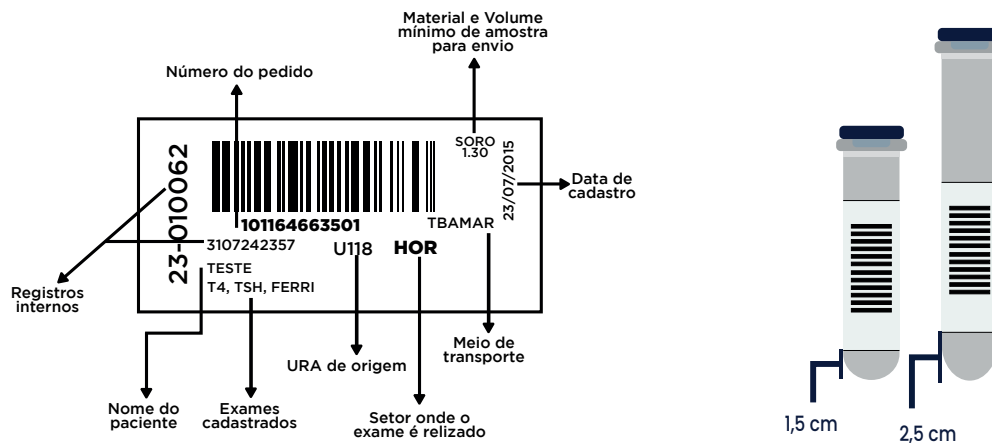 Material e Volume
mínimo de amostra
para envio
Número do pedido
SORO
1.30
23/07/2015
23-010062
Data de
cadastro
101164663501
TBAMAR
3107242357
U118
HOR
TESTE
T4, TSH, FERRI
Registros
internos
Meio de
transporte
URA de origem
Nome do
paciente
Exames
cadastrados
Setor onde o
exame é relizado
1,5 cm
2,5 cm